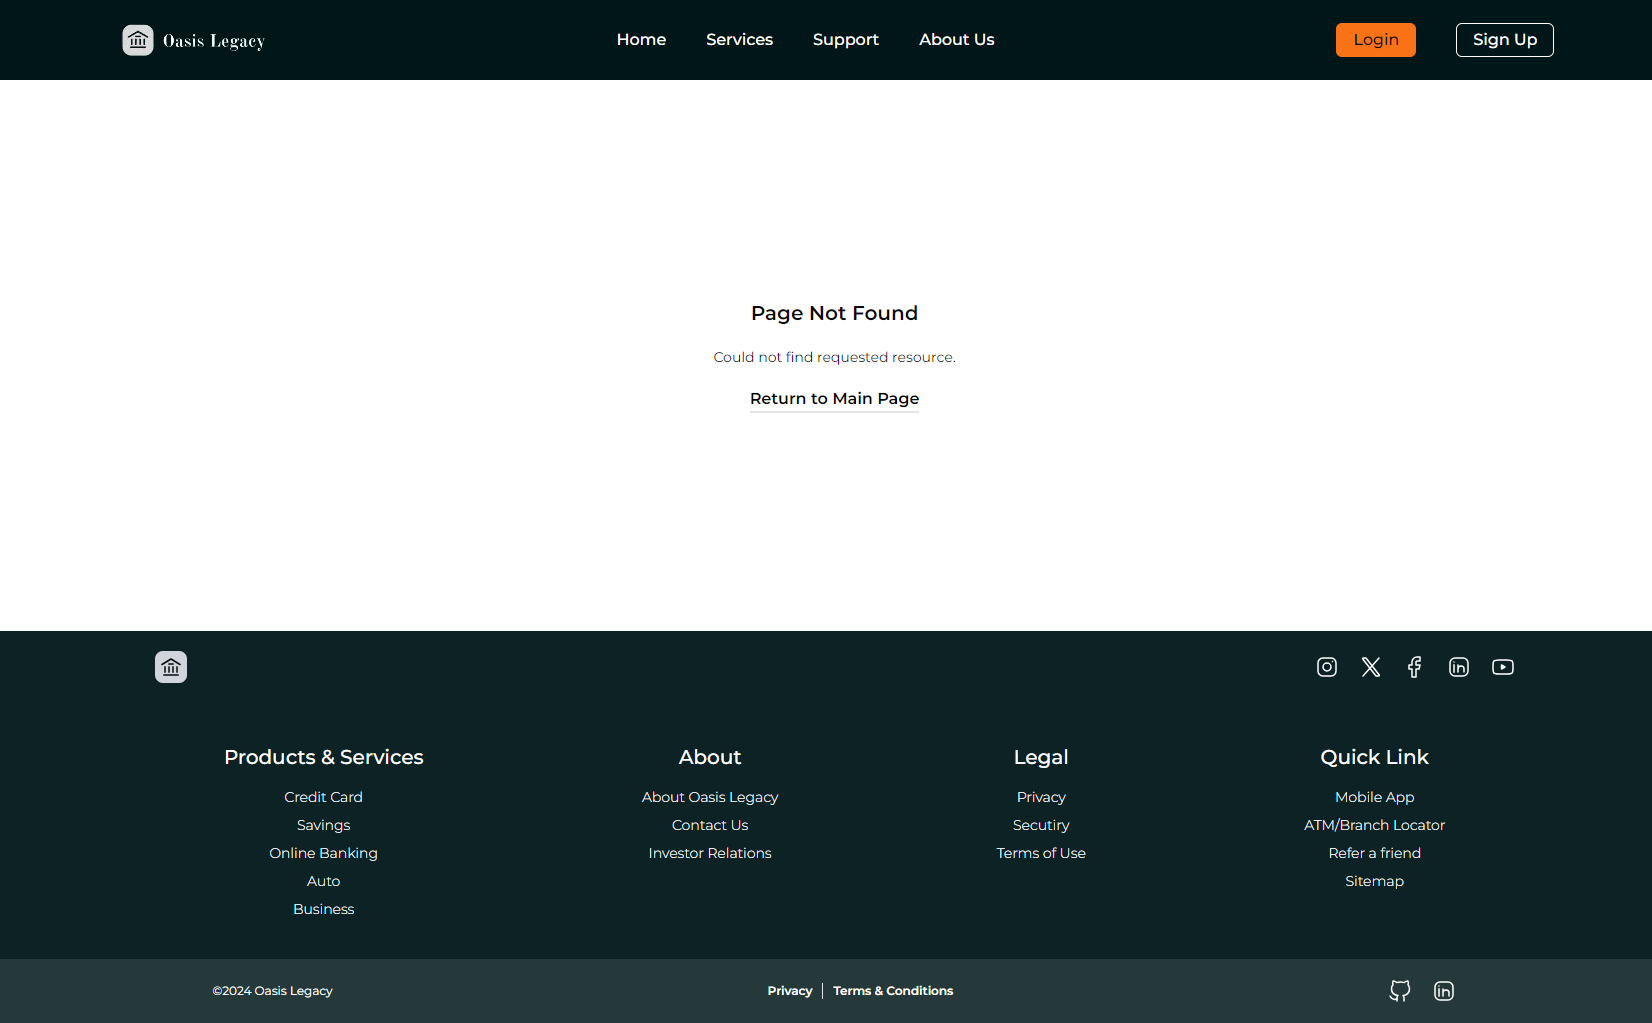 Oasis Legacy
Home Services Support About Us
Login Sign Up
Page Not Found
Could not find requested resource.
Return to Main Page
Products & Services
Credit Card
Savings
Online Banking
Auto
Business
About
About Oasis Legacy
Contact Us
Investor Relations
Legal
Privacy
Secutiry
Terms of Use
Quick Link
Mobile App
ATM/Branch Locator
Refer a friend
Sitemap
©2024 Oasis Legacy
Privacy | Terms & Conditions